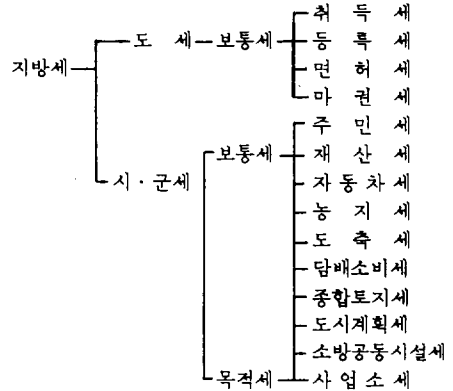 취득세
도세 보통세 등록세
지방세 면허세
마권세
주민세
보통세 재산세
시·군세 자동차세
농지세
도축세
담배소비세
종합토지세
도시계획세
소방공동시설세
목적세 사업소세